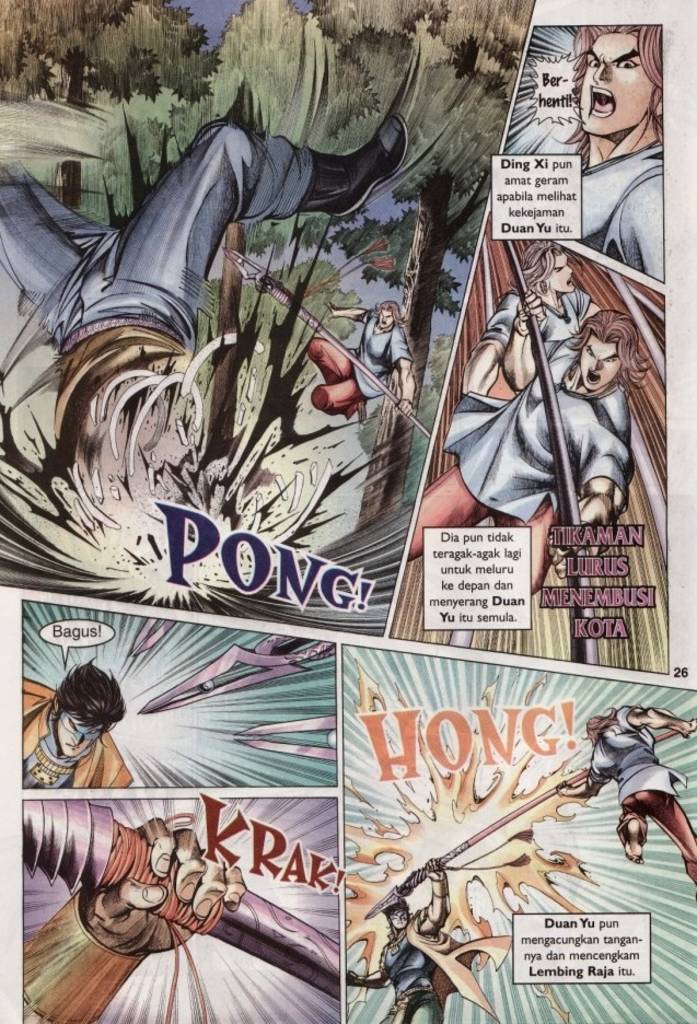 PONG!
Ber-
henti!
Ding Xi pun
amat geram
apabila melihat
kekejaman
Duan Yu itu.
Dia pun tidak
teragak-agak lagi
untuk meluru
ke depan dan
menyerang Duan
Yu itu semula.
TIKAMAN
LURUS
MENEMBUSI
KOTA
26
Bagus!
KRAK!
HONG!
Duan Yu pun
mengacungkan tangan-
nya dan mencengkam
Lembing Raja itu.